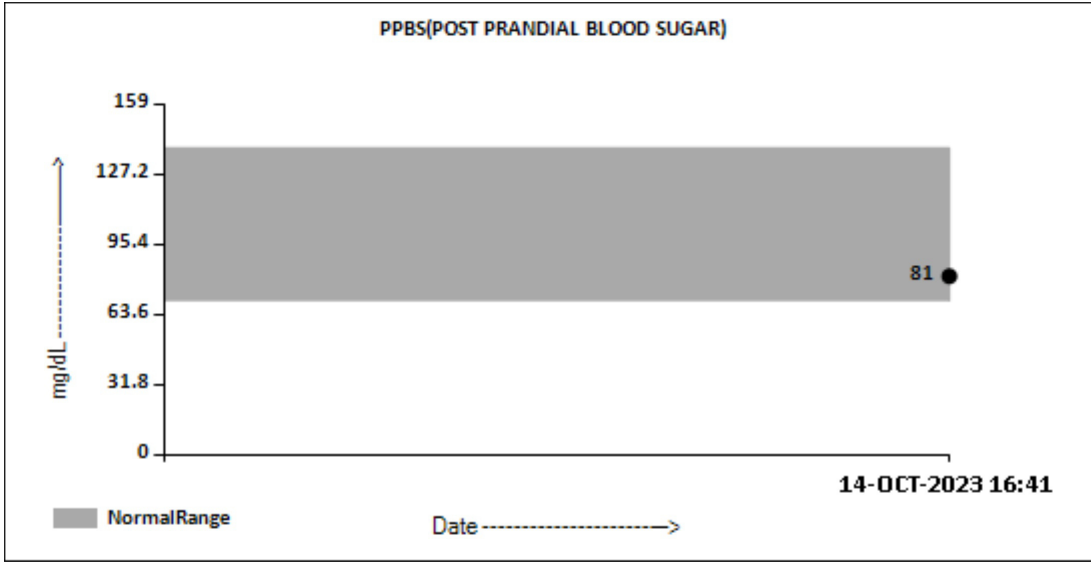 PPBS(POST PRANDIAL BLOOD SUGAR)
159
127.2
95.4
81
63.6
31.8
0
mg/dL
14-OCT-2023 16:41
NormalRange
Date